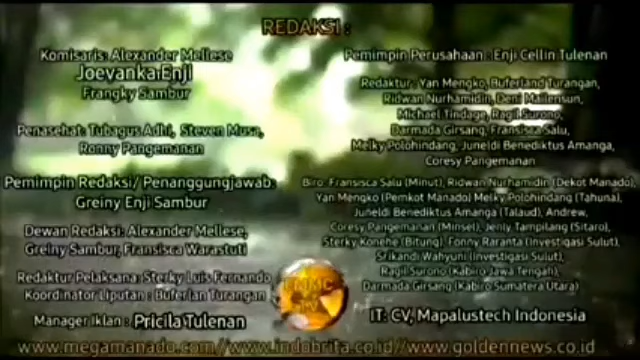 REDAKSI :
Komisaris: Alexander Mellese
Joevanka Enji
Frangky Sambur
Penasehat: Tubagus Adhi, Steven Musa,
Ronny Pangemanan
Pemimpin Redaksi/ Penanggungjawab:
Greiny Enji Sambur
Dewan Redaksi: Alexander Mellese,
Greiny Sambur, Fransisca Warastuti
Redaktur Pelaksana: Sterky Luis Fernando
Koordinator Liputan : Buferlan Turangan
Manager Iklan : Pricila Tulenan
Pemimpin Perusahaan : Enji Cellin Tulenan
Redaktur: Yan Mengko, Buferland Turangan,
Ridwan Nurhamidin, Deni Mailensun,
Michael Tindage, Ragil Surono,
Darmada Girsang, Fransisca Salu,
Melky Polohindang, Juneldi Benediktus Amanga,
Coresy Pangemanan
Biro: Fransisca Salu (Minut), Ridwan Nurhamidin (Dekot Manado),
Yan Mengko (Pemkot Manado) Melky Polohindang (Tahuna),
Juneldi Benediktus Amanga (Talaud), Andrew,
Coresy Pangemanan (Minsel), Jenly Tampilang (Sitaro),
Sterky Konehe (Bitung), Fonny Raranta (Investigasi Sulut),
Srikandi Wahyuni (Investigasi Sulut),
Ragil Surono (Kabiro Jawa Tengah),
Darmada Girsang (Kabiro Sumatera Utara)
IT: CV, Mapalustech Indonesia
www.megamanado.com//www.indobrita.co.id//www.goldennews.co.id